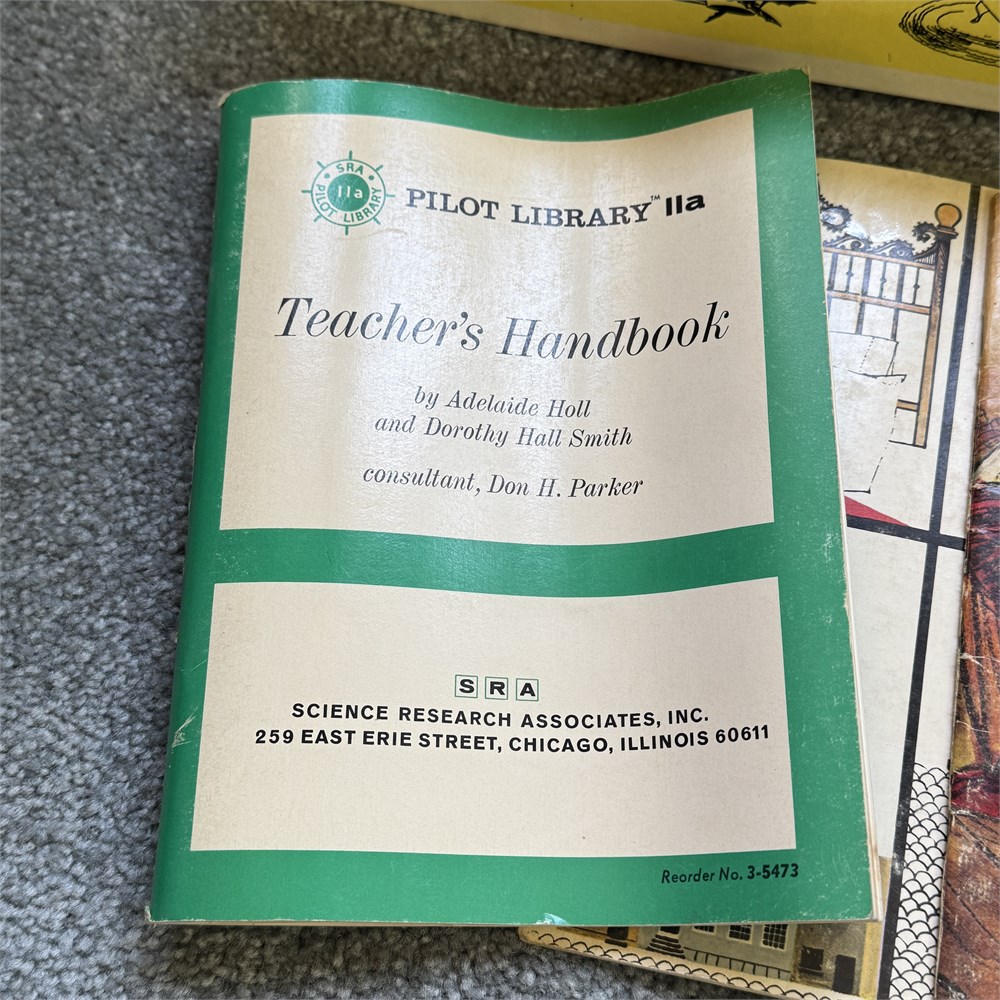 SRA
IIa
PILOT LIBRARY
PILOT LIBRARY™ IIa
Teacher's Handbook
by Adelaide Holl
and Dorothy Hall Smith
consultant, Don H. Parker
SRA
SCIENCE RESEARCH ASSOCIATES, INC.
259 EAST ERIE STREET, CHICAGO, ILLINOIS 60611
Reorder No. 3-5473